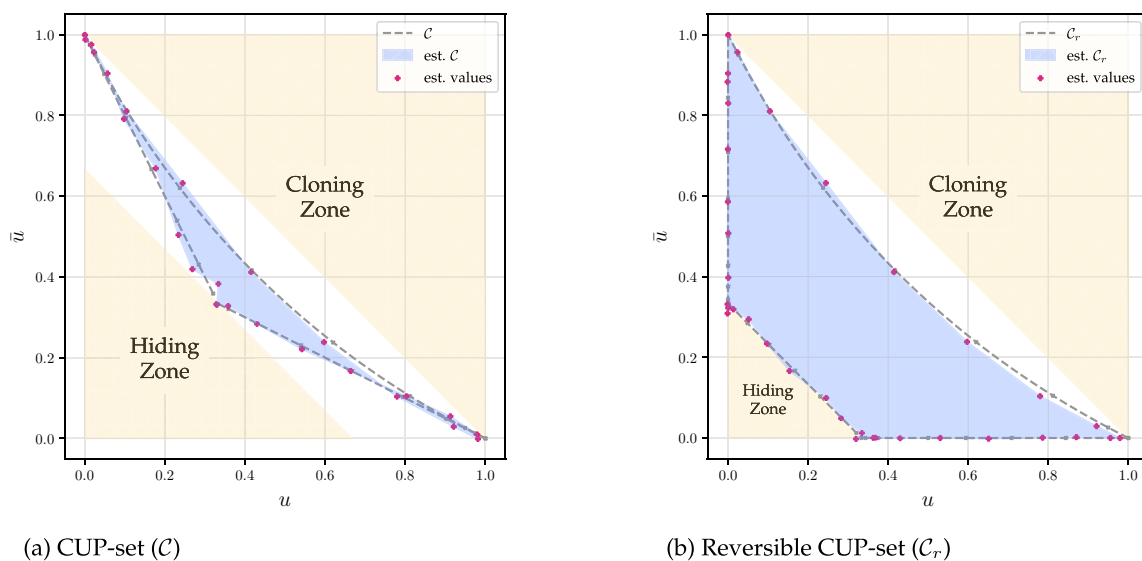 1.0
0.8
0.6
0.4
0.2
0.0
ū
0.0 0.2 0.4 0.6 0.8 1.0
u
C
est. C
est. values
Cloning
Zone
Hiding
Zone
(a) CUP-set (C)
1.0
0.8
0.6
0.4
0.2
0.0
ū
0.0 0.2 0.4 0.6 0.8 1.0
u
Cᵣ
est. Cᵣ
est. values
Cloning
Zone
Hiding
Zone
(b) Reversible CUP-set (Cᵣ)